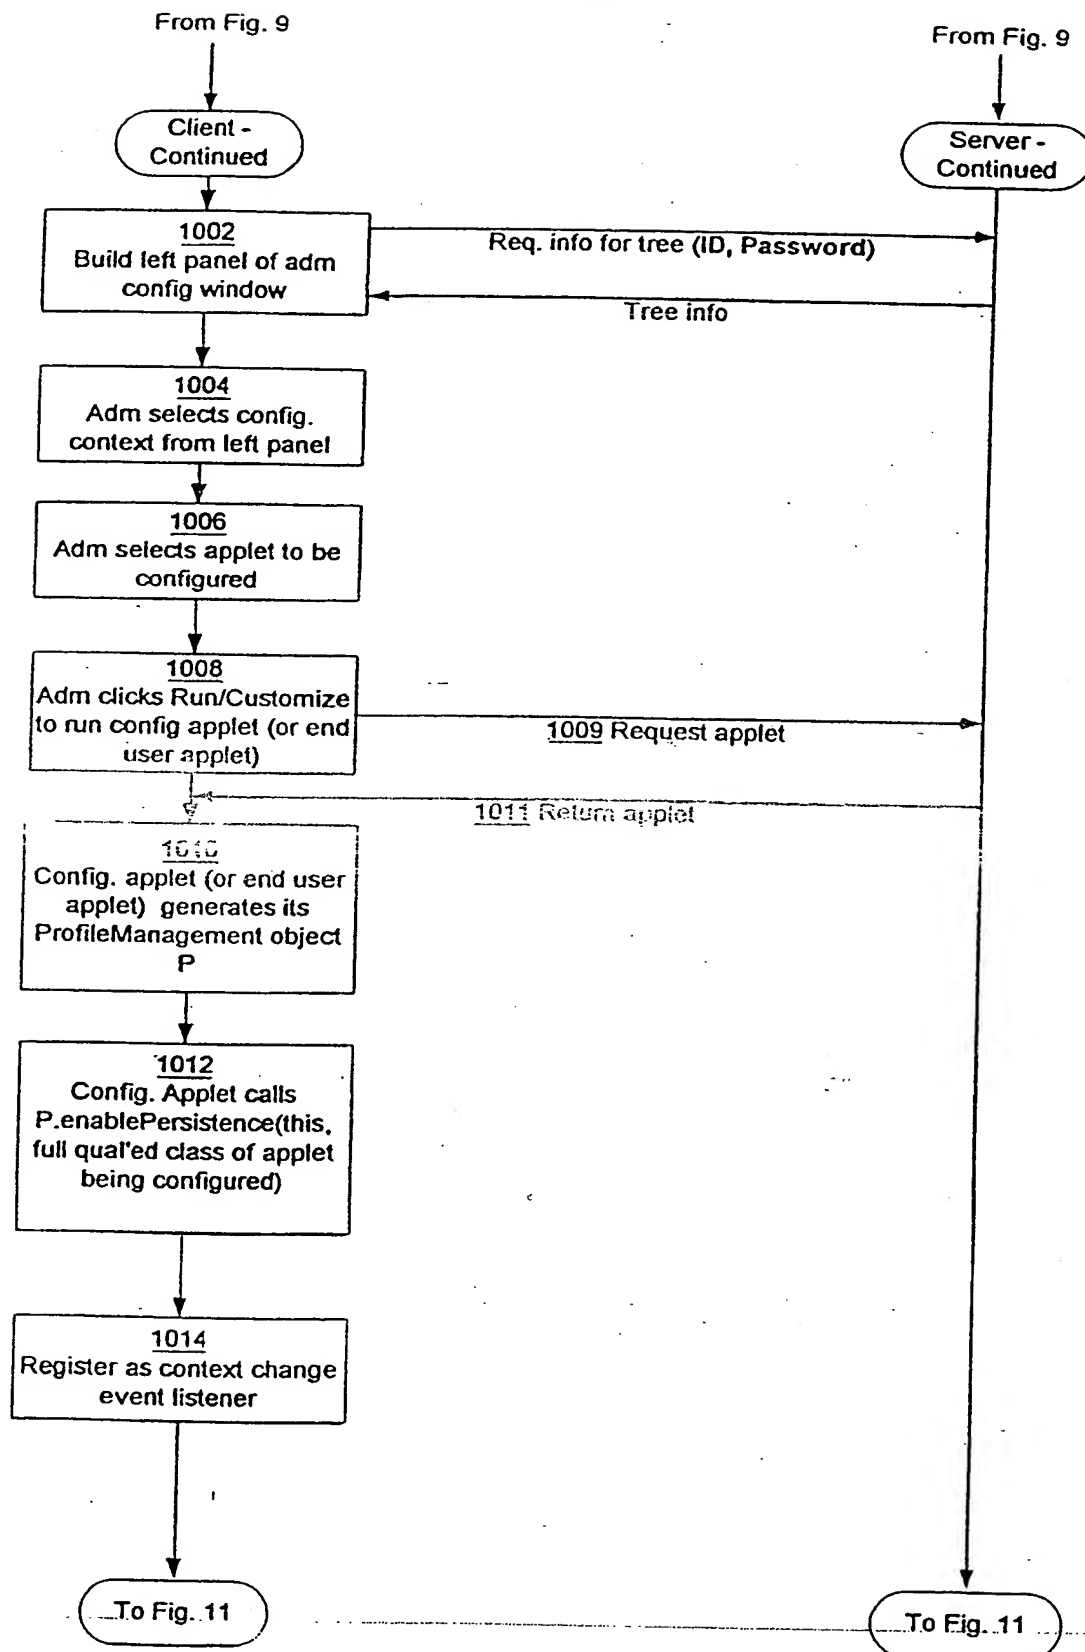 From Fig. 9
From Fig. 9
Client -
Continued
Server -
Continued
1002
Build left panel of adm
config window
Req. info for tree (ID, Password)
Tree info
1004
Adm selects config.
context from left panel
1006
Adm selects applet to be
configured
1008
Adm clicks Run/Customize
to run config applet (or end
user applet)
1009 Request applet
1011 Return applet
1010
Config. applet (or end user
applet) generates its
ProfileManagement object
P
1012
Config. Applet calls
P.enablePersistence(this,
full qual'ed class of applet
being configured)
1014
Register as context change
event listener
To Fig. 11
To Fig. 11